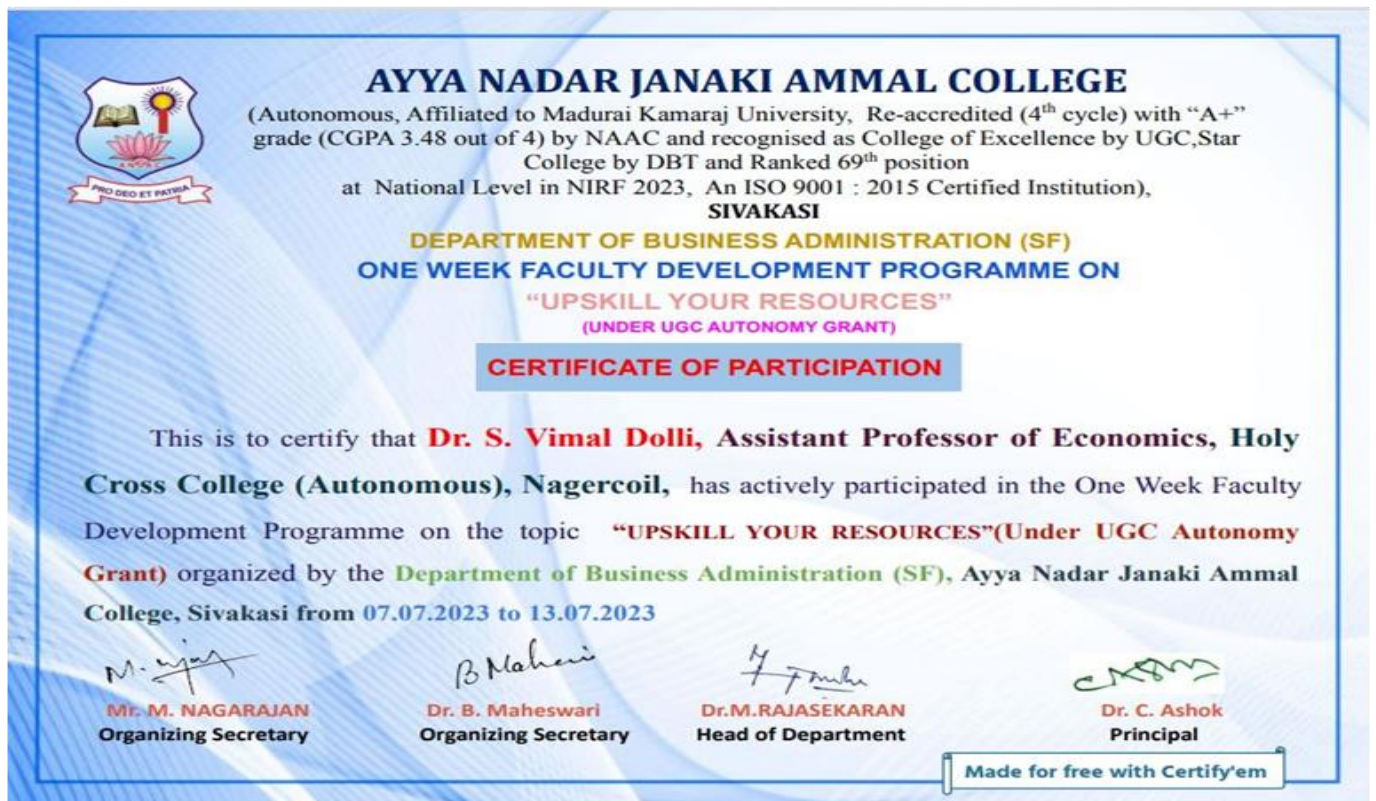 AYYA NADAR JANAKI AMMAL COLLEGE
(Autonomous, Affiliated to Madurai Kamaraj University, Re-accredited (4th cycle) with “A+”
grade (CGPA 3.48 out of 4) by NAAC and recognised as College of Excellence by UGC,Star
College by DBT and Ranked 69th position
at National Level in NIRF 2023, An ISO 9001 : 2015 Certified Institution),
SIVAKASI
PRO DEO ET PATRIA
DEPARTMENT OF BUSINESS ADMINISTRATION (SF)
ONE WEEK FACULTY DEVELOPMENT PROGRAMME ON
“UPSKILL YOUR RESOURCES”
(UNDER UGC AUTONOMY GRANT)
CERTIFICATE OF PARTICIPATION
This is to certify that Dr. S. Vimal Dolli, Assistant Professor of Economics, Holy
Cross College (Autonomous), Nagercoil, has actively participated in the One Week Faculty
Development Programme on the topic “UPSKILL YOUR RESOURCES”(Under UGC Autonomy
Grant) organized by the Department of Business Administration (SF), Ayya Nadar Janaki Ammal
College, Sivakasi from 07.07.2023 to 13.07.2023
B Maheri
Mr. M. NAGARAJAN Dr. B. Maheswari Dr.M.RAJASEKARAN Dr. C. Ashok
Organizing Secretary Organizing Secretary Head of Department Principal
Made for free with Certify'em